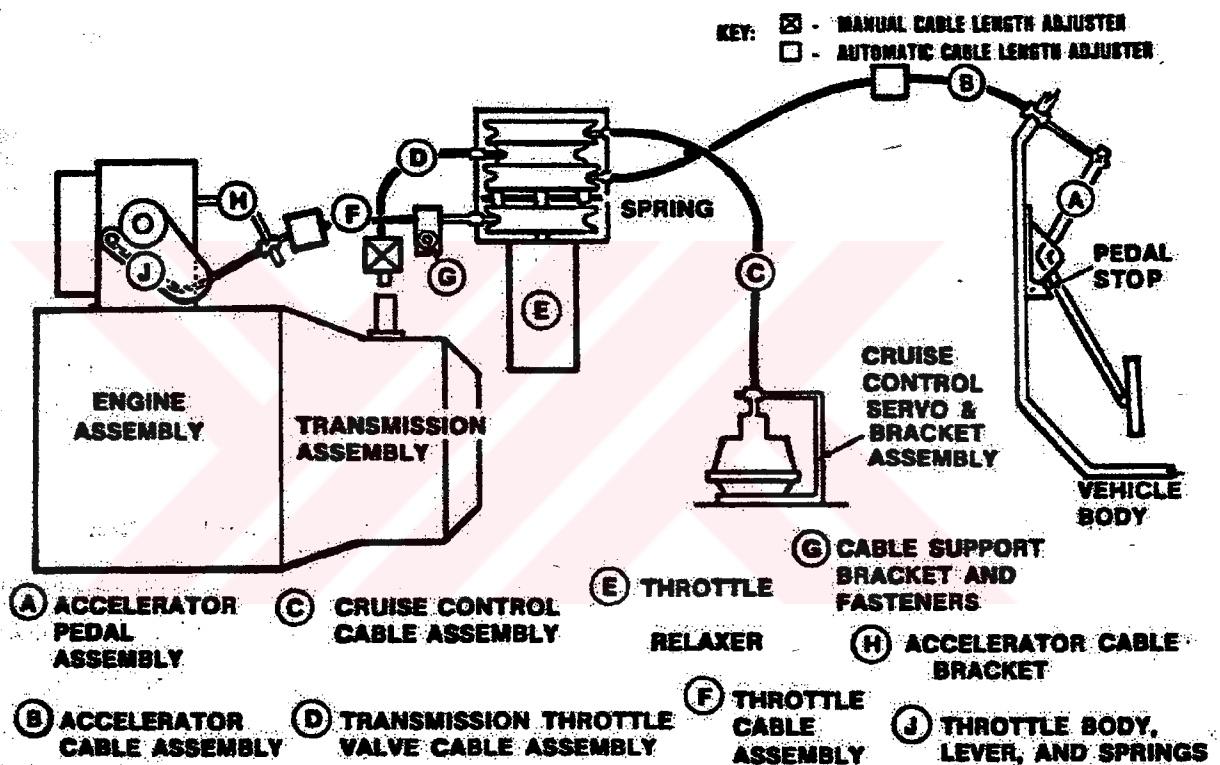 KEY: ⊠ - MANUAL CABLE LENGTH ADJUSTER
□ - AUTOMATIC CABLE LENGTH ADJUSTER
B
D
H
F
A
SPRING
J
G
C
PEDAL
STOP
E
CRUISE
CONTROL
SERVO &
BRACKET
ASSEMBLY
ENGINE
ASSEMBLY
TRANSMISSION
ASSEMBLY
VEHICLE
BODY
A ACCELERATOR
PEDAL
ASSEMBLY
C CRUISE CONTROL
CABLE ASSEMBLY
E THROTTLE
RELAXER
G CABLE SUPPORT
BRACKET AND
FASTENERS
H ACCELERATOR CABLE
BRACKET
B ACCELERATOR
CABLE ASSEMBLY
D TRANSMISSION THROTTLE
VALVE CABLE ASSEMBLY
F THROTTLE
CABLE
ASSEMBLY
J THROTTLE BODY,
LEVER, AND SPRINGS